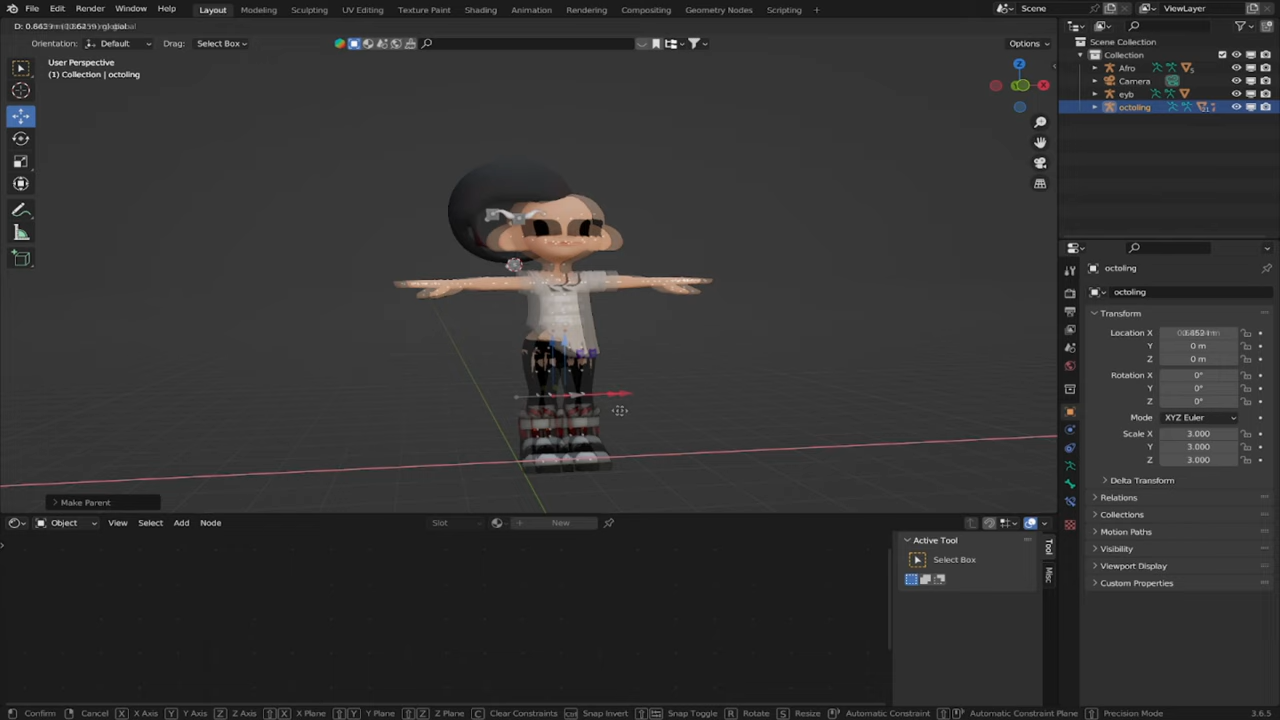 File Edit Render Window Help Layout Modeling Sculpting UV Editing Texture Paint Shading Animation Rendering Compositing Geometry Nodes Scripting + Scene ViewLayer
Orientation: Default Drag: Select Box Options
User Perspective
(1) Collection | octoling
Scene Collection
Collection
Afro 5
Camera
eyb
octoling
octoling
octoling
Transform
Location X
Y 0 m
Z 0 m
Rotation X 0°
Y 0°
Z 0°
Mode XYZ Euler
Scale X 3.000
Y 3.000
Z 3.000
Delta Transform
Relations
Collections
Motion Paths
Visibility
Viewport Display
Custom Properties
Make Parent
Object View Select Add Node Slot New
Active Tool
Select Box
Tool
Misc
Confirm Cancel X X Axis Y Y Axis Z Z Axis X X Plane Y Y Plane Z Z Plane C Clear Constraints Snap Invert Snap Toggle R Rotate S Resize Automatic Constraint Automatic Constraint Plane Precision Mode 3.6.5